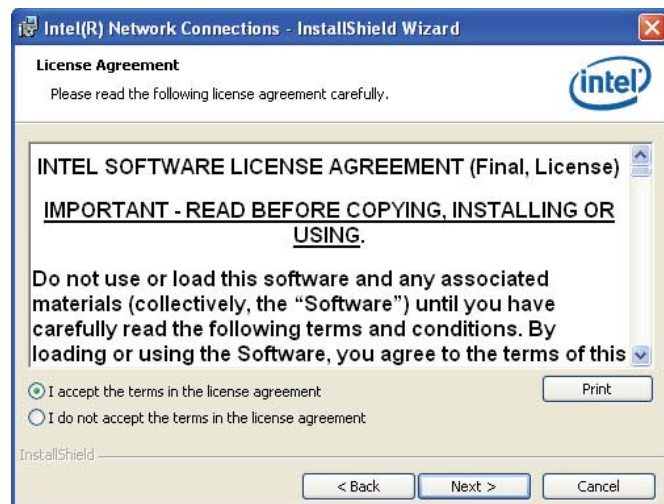 Intel(R) Network Connections - InstallShield Wizard
License Agreement
Please read the following license agreement carefully.
intel
INTEL SOFTWARE LICENSE AGREEMENT (Final, License)
IMPORTANT - READ BEFORE COPYING, INSTALLING OR
USING.
Do not use or load this software and any associated
materials (collectively, the “Software”) until you have
carefully read the following terms and conditions. By
loading or using the Software, you agree to the terms of this
I accept the terms in the license agreement
Print
I do not accept the terms in the license agreement
InstallShield
< Back
Next >
Cancel